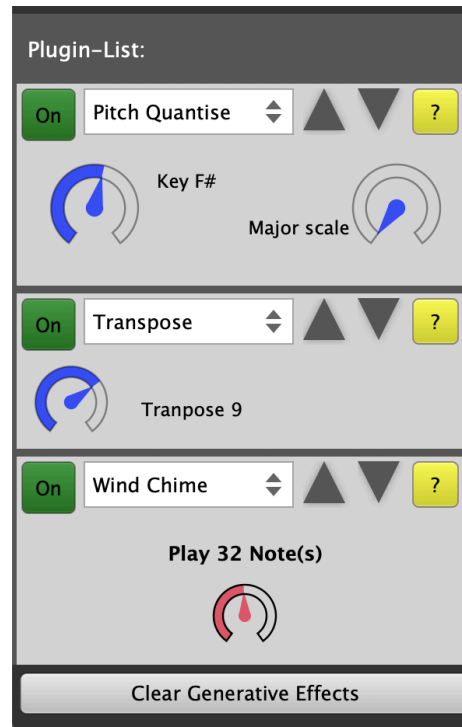 Plugin-List:
On Pitch Quantise ?
Key F#
Major scale
On Transpose ?
Tranpose 9
On Wind Chime ?
Play 32 Note(s)
Clear Generative Effects